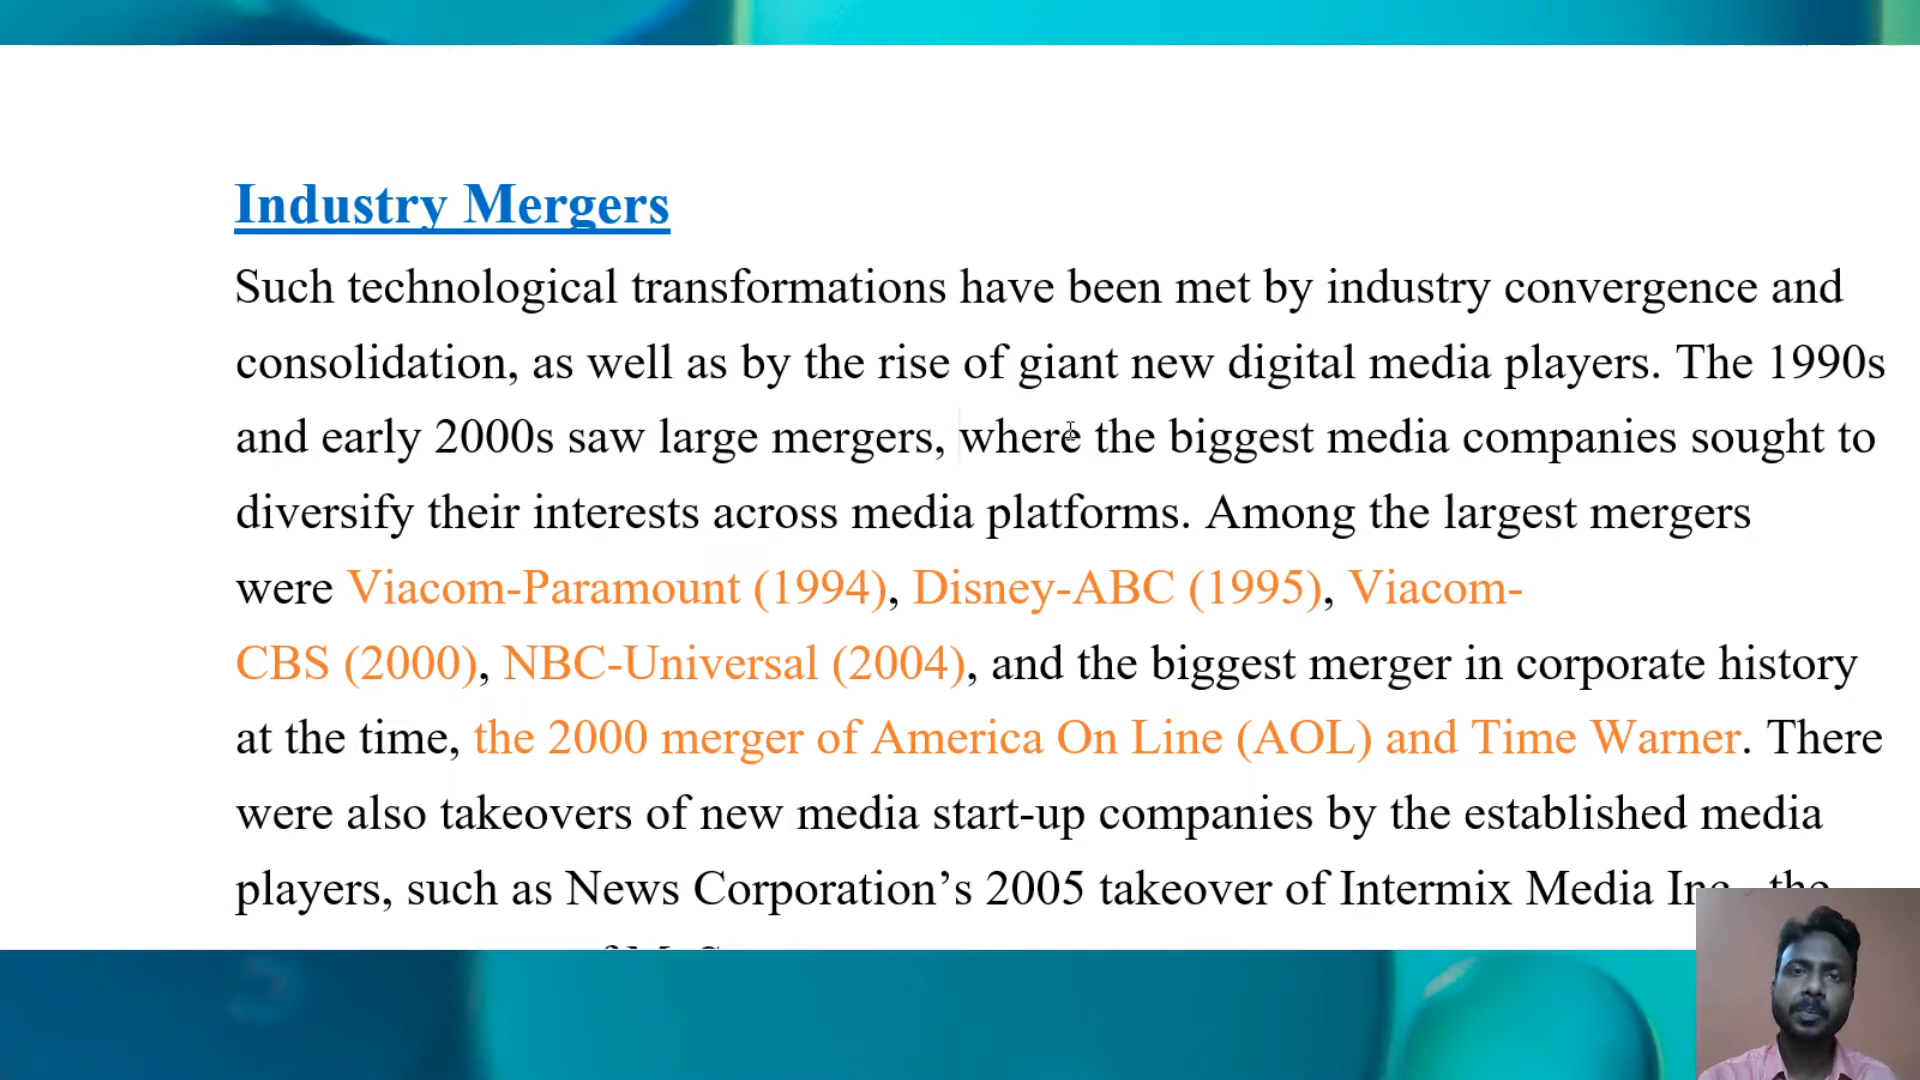 Industry Mergers
Such technological transformations have been met by industry convergence and
consolidation, as well as by the rise of giant new digital media players. The 1990s
and early 2000s saw large mergers, where the biggest media companies sought to
diversify their interests across media platforms. Among the largest mergers
were Viacom-Paramount (1994), Disney-ABC (1995), Viacom-
CBS (2000), NBC-Universal (2004), and the biggest merger in corporate history
at the time, the 2000 merger of America On Line (AOL) and Time Warner. There
were also takeovers of new media start-up companies by the established media
players, such as News Corporation’s 2005 takeover of Intermix Media Inc., the